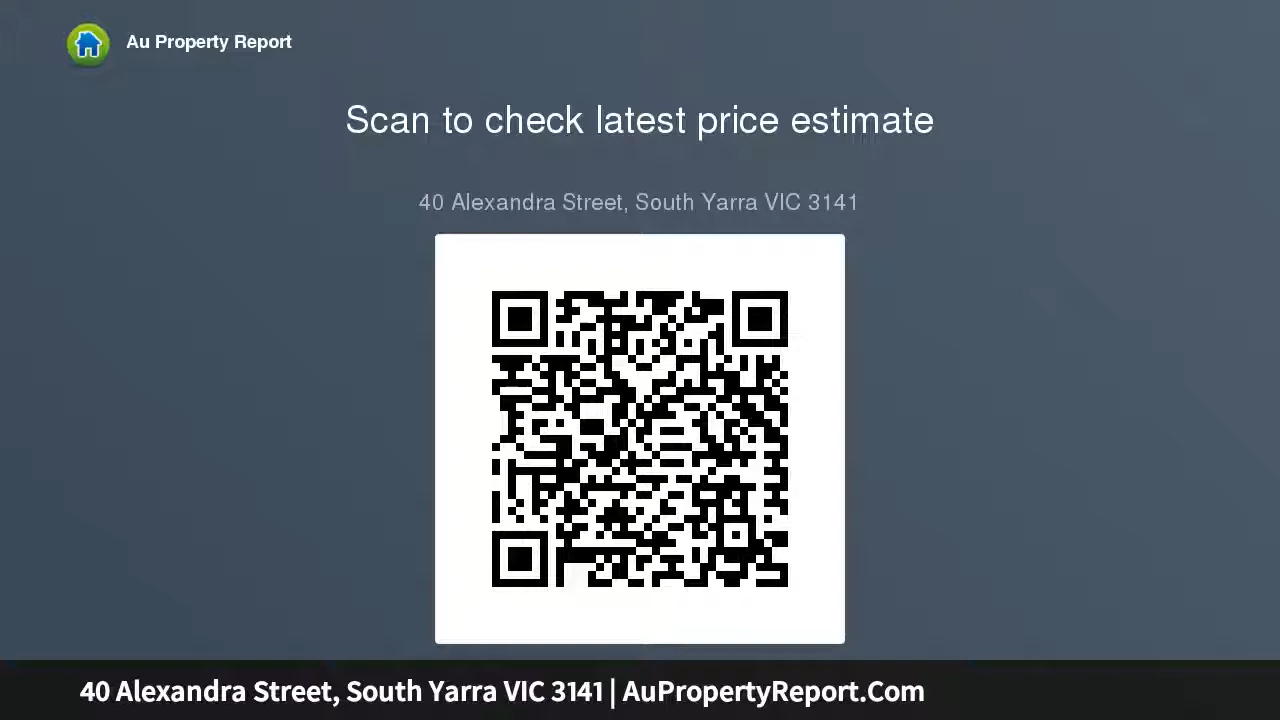 Au Property Report
Scan to check latest price estimate
40 Alexandra Street, South Yarra VIC 3141
40 Alexandra Street, South Yarra VIC 3141 | AuPropertyReport.Com